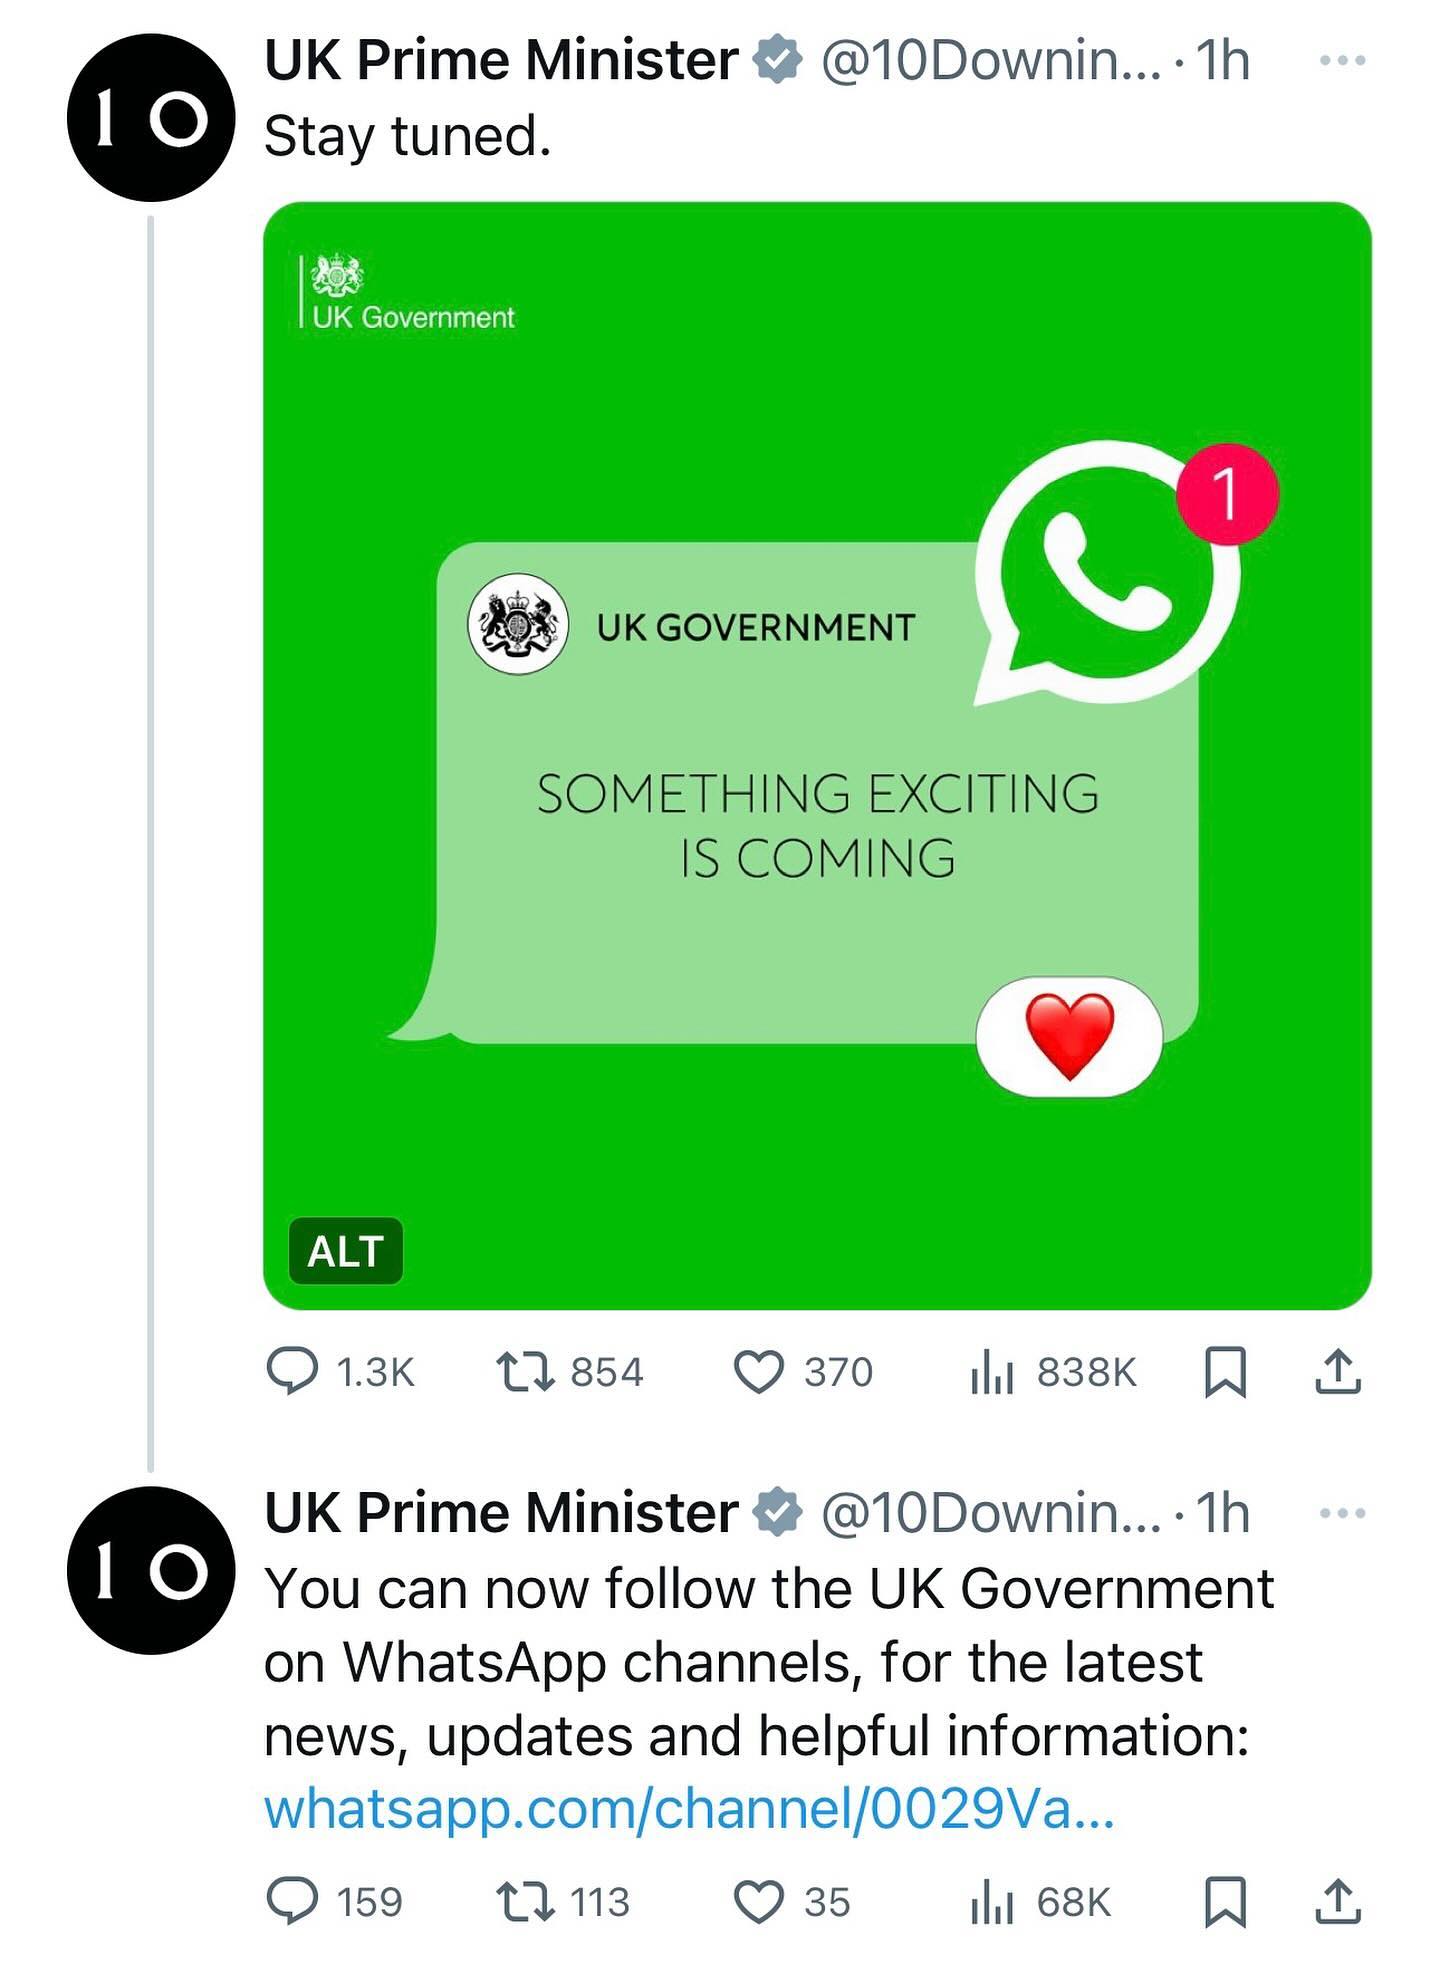 10
UK Prime Minister @10Downin... · 1h
Stay tuned.
UK Government
1
UK GOVERNMENT
SOMETHING EXCITING
IS COMING
ALT
1.3K 854 370 838K
10
UK Prime Minister @10Downin... · 1h
You can now follow the UK Government
on WhatsApp channels, for the latest
news, updates and helpful information:
whatsapp.com/channel/0029Va...
159 113 35 68K